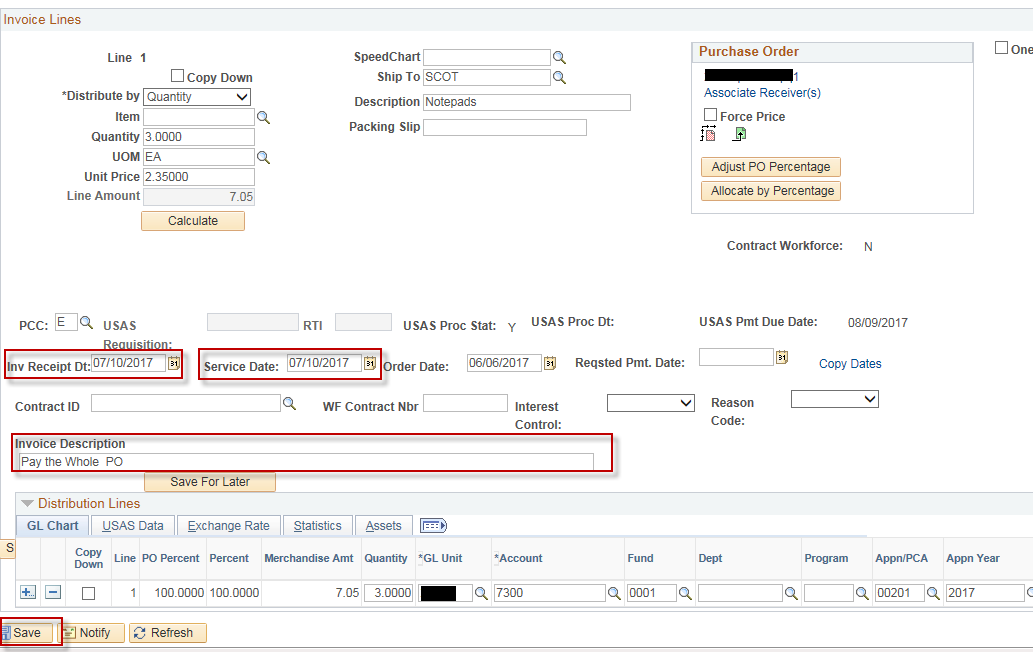 Invoice Lines
Line 1
Copy Down
*Distribute by Quantity
Item
Quantity 3.0000
UOM EA
Unit Price 2.35000
Line Amount 7.05
Calculate
SpeedChart
Ship To SCOT
Description Notepads
Packing Slip
Purchase Order
1
Associate Receiver(s)
Force Price
Adjust PO Percentage
Allocate by Percentage
One
Contract Workforce: N
PCC: E USAS Requisition: RTI USAS Proc Stat: Y USAS Proc Dt: USAS Pmt Due Date: 08/09/2017
Inv Receipt Dt: 07/10/2017 Service Date: 07/10/2017 Order Date: 06/06/2017 Reqsted Pmt. Date: Copy Dates
Contract ID WF Contract Nbr Interest Control: Reason Code:
Invoice Description
Pay the Whole PO
Save For Later
Distribution Lines
GL Chart USAS Data Exchange Rate Statistics Assets
S
Copy Down Line PO Percent Percent Merchandise Amt Quantity *GL Unit *Account Fund Dept Program Appn/PCA Appn Year
1 100.0000 100.0000 7.05 3.0000 7300 0001 00201 2017
Save Notify Refresh